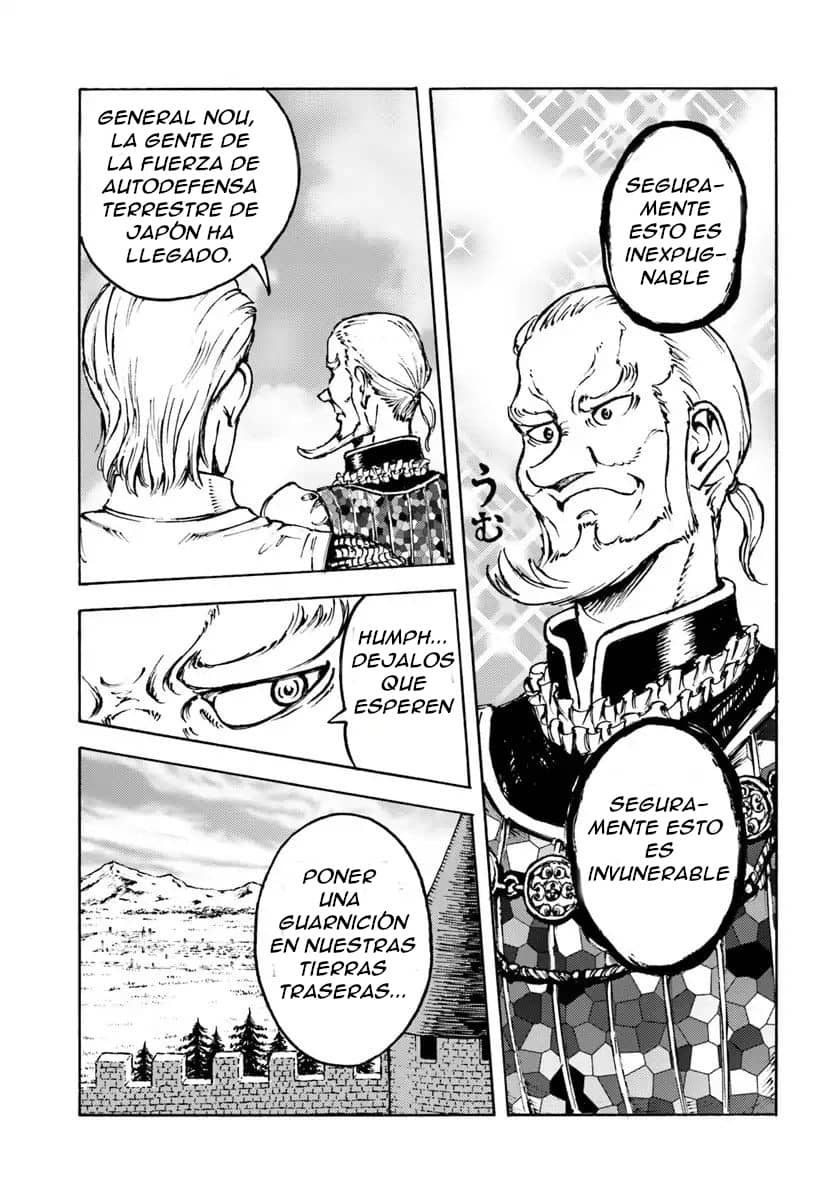 SEGURA-
MENTE
ESTO ES
INEXPUG-
NABLE
うむ
SEGURA-
MENTE ESTO
ES
INVUNERABLE
GENERAL NOU,
LA GENTE DE
LA FUERZA DE
AUTODEFENSA
TERRESTRE DE
JAPÓN HA
LLEGADO.
HUMPH...
DEJALOS
QUE
ESPEREN
PONER
UNA
GUARNICIÓN
EN NUESTRAS
TIERRAS
TRASERAS...